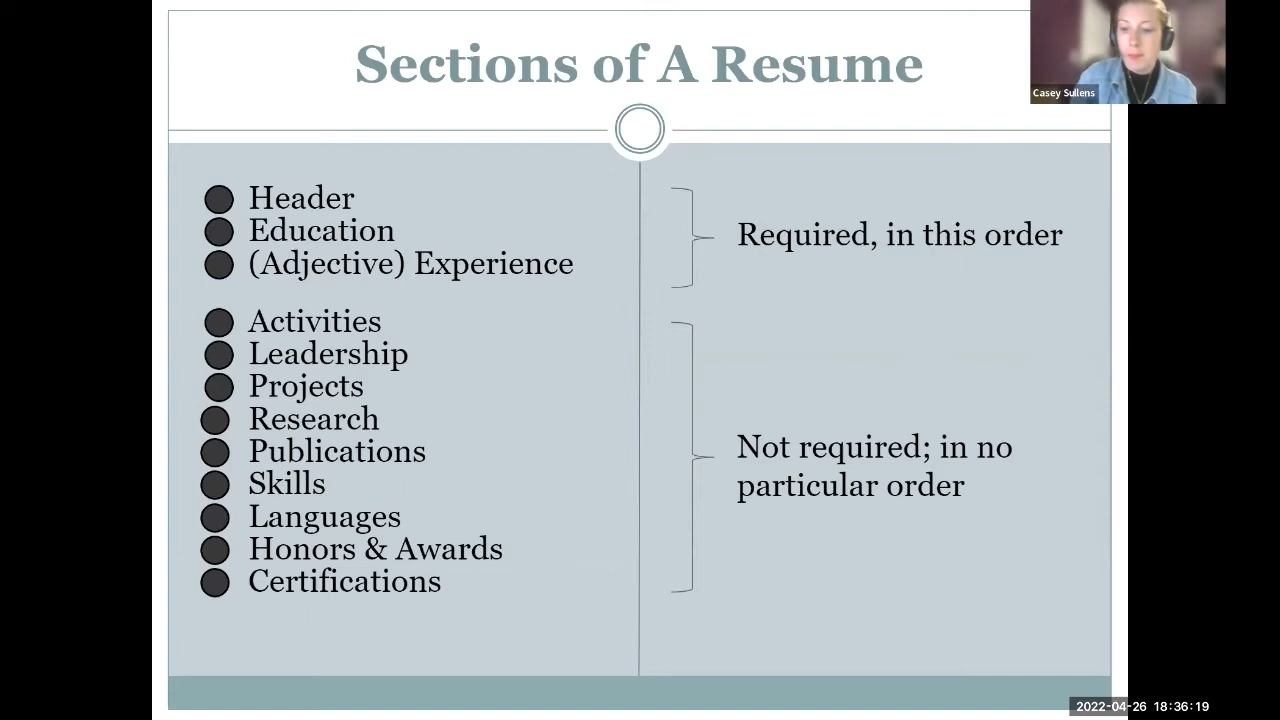 Sections of A Resume
Casey Sullens
Header
Education
(Adjective) Experience
Required, in this order
Activities
Leadership
Projects
Research
Publications
Skills
Languages
Honors & Awards
Certifications
Not required; in no
particular order
2022-04-26 18:36:19